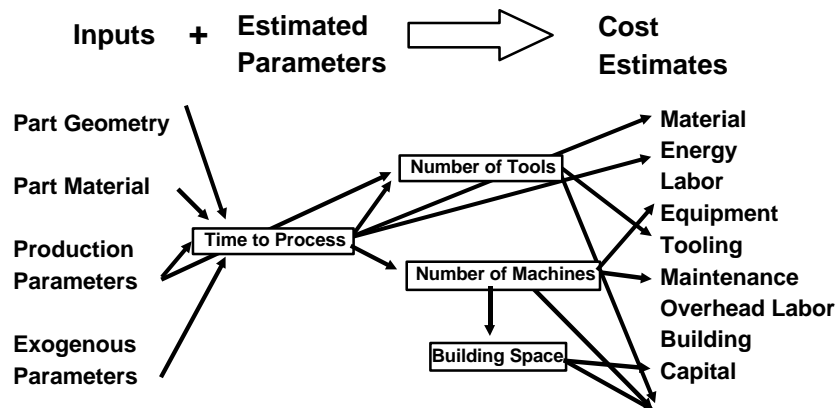 Inputs + Estimated
Parameters
Cost
Estimates
Part Geometry
Part Material
Production
Parameters
Exogenous
Parameters
Time to Process
Number of Tools
Number of Machines
Building Space
Material
Energy
Labor
Equipment
Tooling
Maintenance
Overhead Labor
Building
Capital